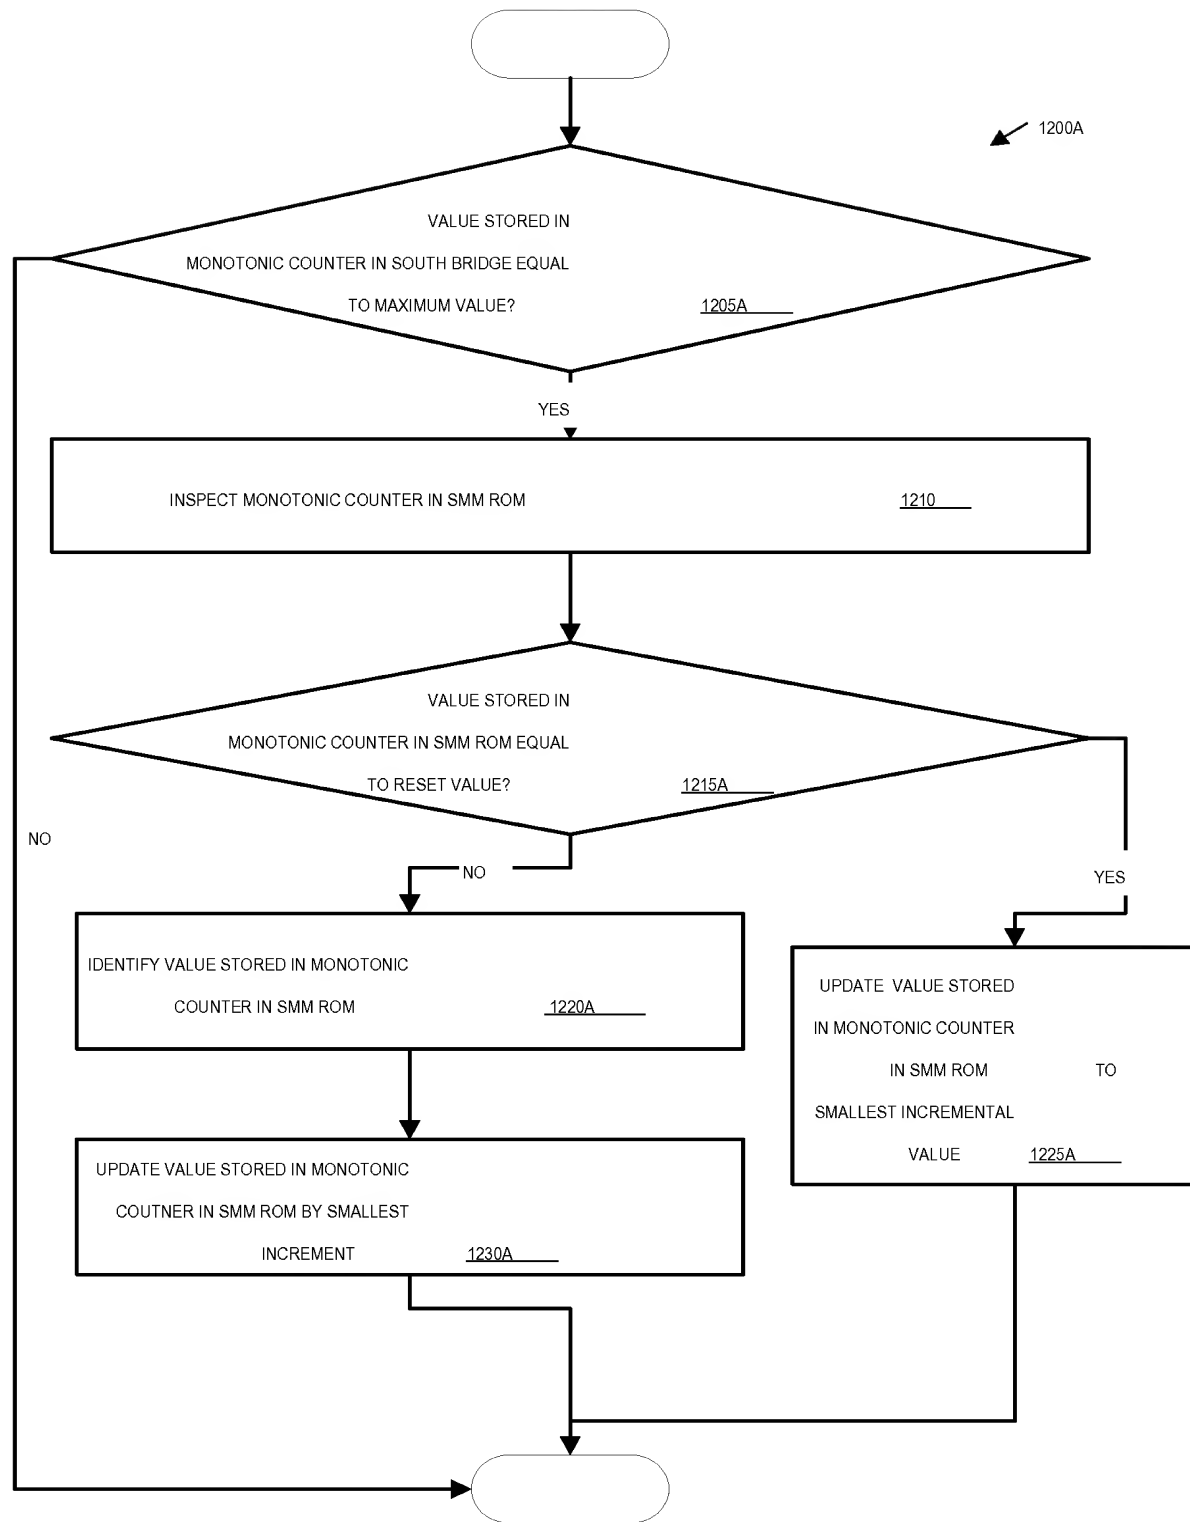 1200A
VALUE STORED IN
MONOTONIC COUNTER IN SOUTH BRIDGE EQUAL
TO MAXIMUM VALUE? 1205A
YES
INSPECT MONOTONIC COUNTER IN SMM ROM 1210
VALUE STORED IN
MONOTONIC COUNTER IN SMM ROM EQUAL
TO RESET VALUE? 1215A
NO
NO
YES
IDENTIFY VALUE STORED IN MONOTONIC
COUNTER IN SMM ROM 1220A
UPDATE VALUE STORED
IN MONOTONIC COUNTER
IN SMM ROM TO
SMALLEST INCREMENTAL
VALUE 1225A
UPDATE VALUE STORED IN MONOTONIC
COUTNER IN SMM ROM BY SMALLEST
INCREMENT 1230A